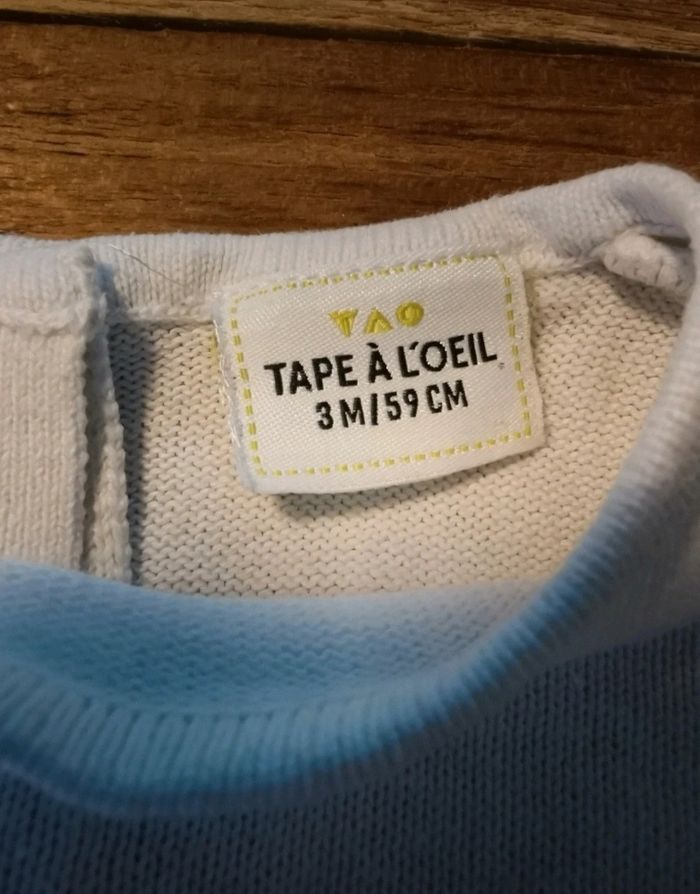 TAO
TAPE À L'OEIL
3 M/59 CM